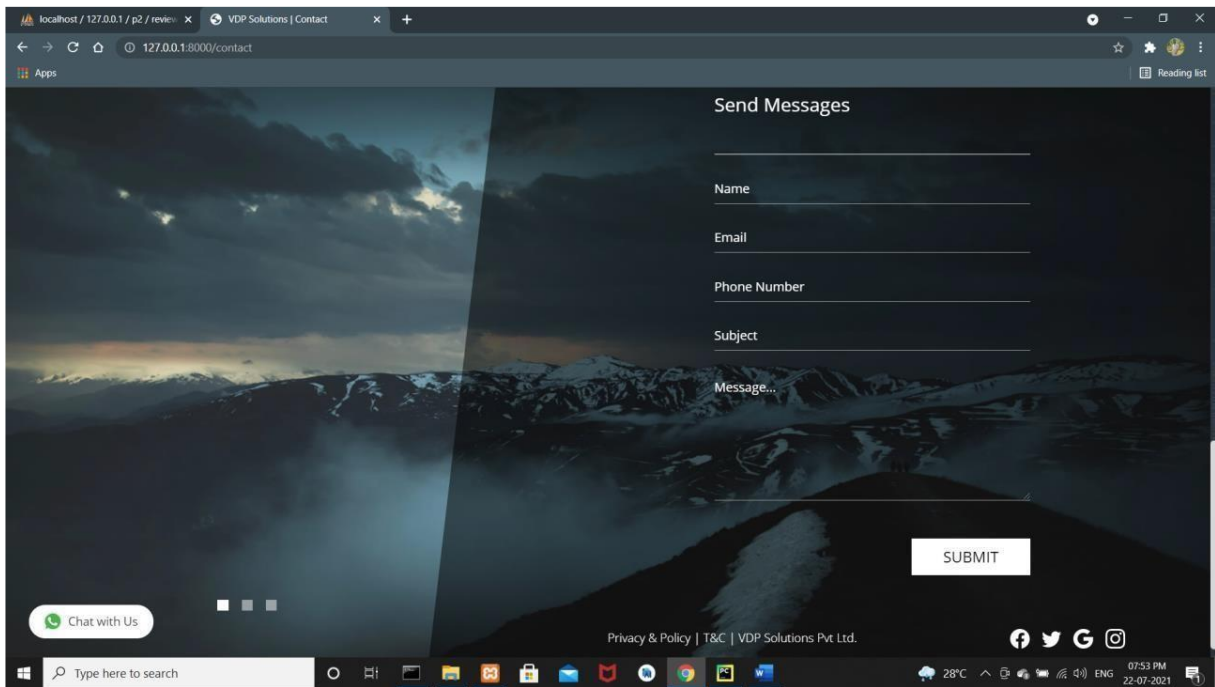 localhost / 127.0.0.1 / p2 / review
VDP Solutions | Contact
127.0.0.1:8000/contact
Apps
Reading list
Send Messages
Name
Email
Phone Number
Subject
Message...
SUBMIT
Chat with Us
Privacy & Policy | T&C | VDP Solutions Pvt Ltd.
Type here to search
28°C
ENG
07:53 PM
22-07-2021